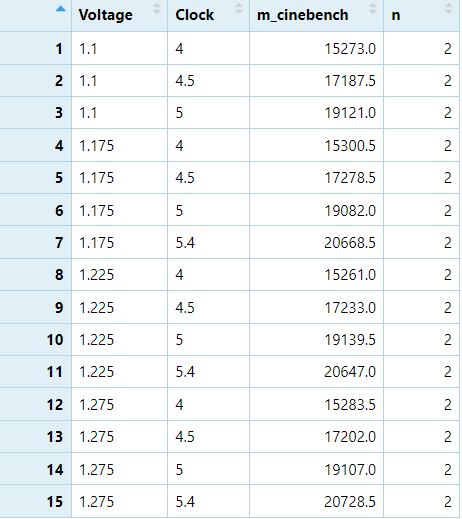 Voltage Clock m_cinebench n
1 1.1 4 15273.0 2
2 1.1 4.5 17187.5 2
3 1.1 5 19121.0 2
4 1.175 4 15300.5 2
5 1.175 4.5 17278.5 2
6 1.175 5 19082.0 2
7 1.175 5.4 20668.5 2
8 1.225 4 15261.0 2
9 1.225 4.5 17233.0 2
10 1.225 5 19139.5 2
11 1.225 5.4 20647.0 2
12 1.275 4 15283.5 2
13 1.275 4.5 17202.0 2
14 1.275 5 19107.0 2
15 1.275 5.4 20728.5 2